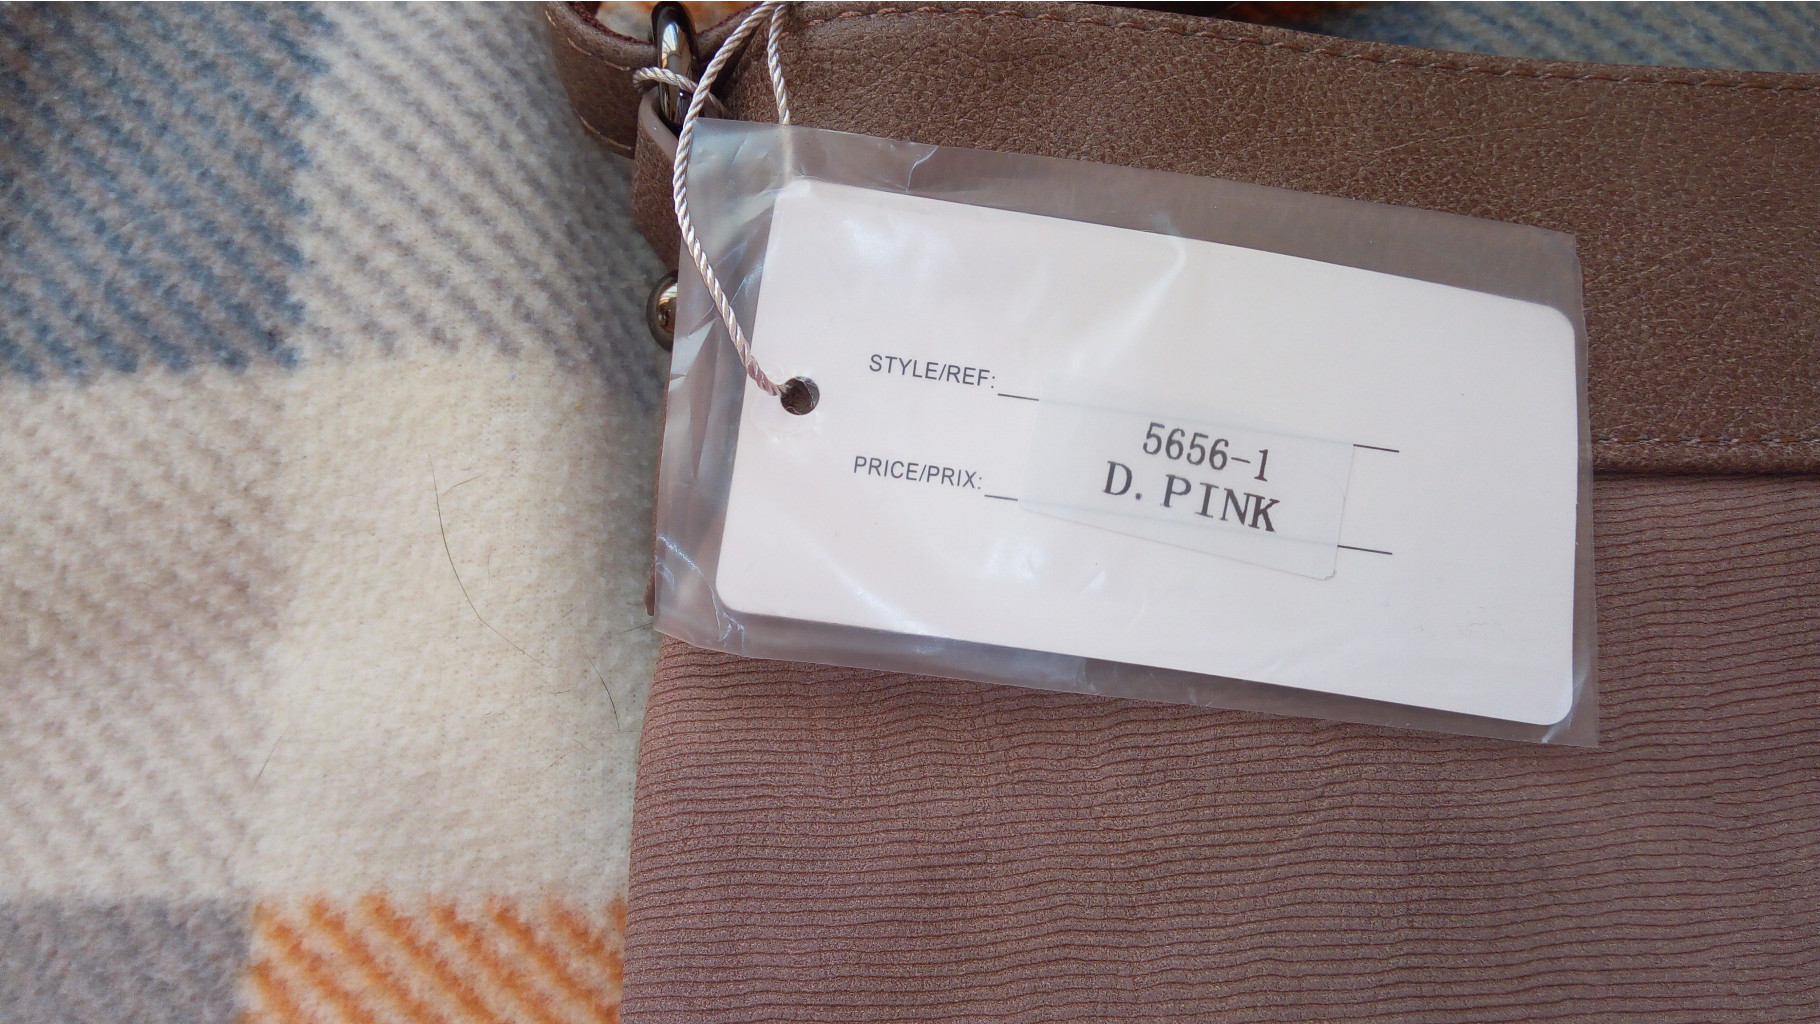 STYLE/REF:
5656-1
PRICE/PRIX:
D. PINK